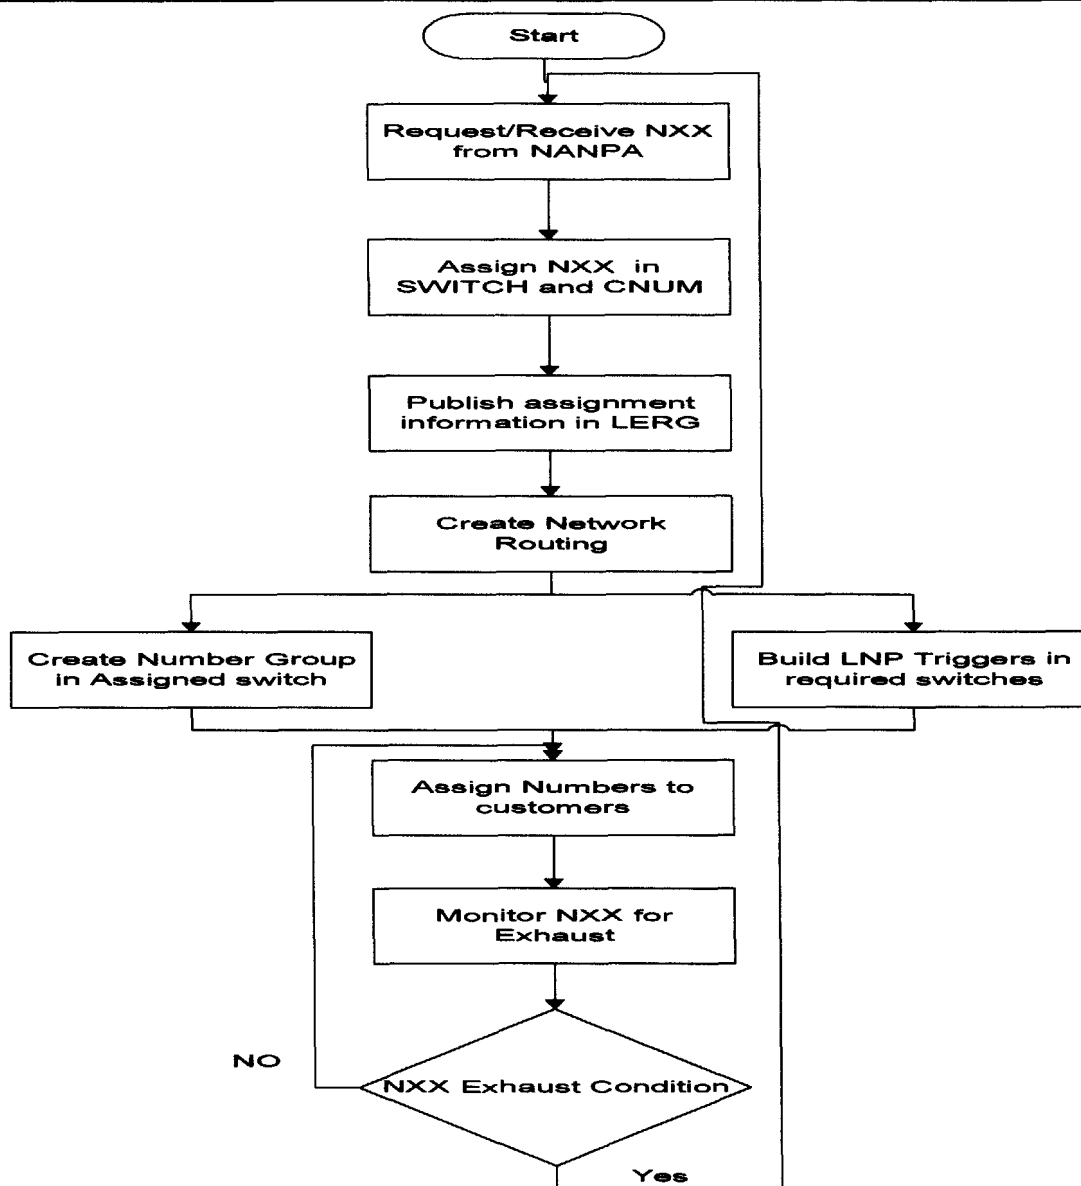 Start
Request/Receive NXX
from NANPA
Assign NXX in
SWITCH and CNUM
Publish assignment
information in LERG
Create Network
Routing
Create Number Group
in Assigned switch
Build LNP Triggers in
required switches
Assign Numbers to
customers
Monitor NXX for
Exhaust
NO
NXX Exhaust Condition
Yes